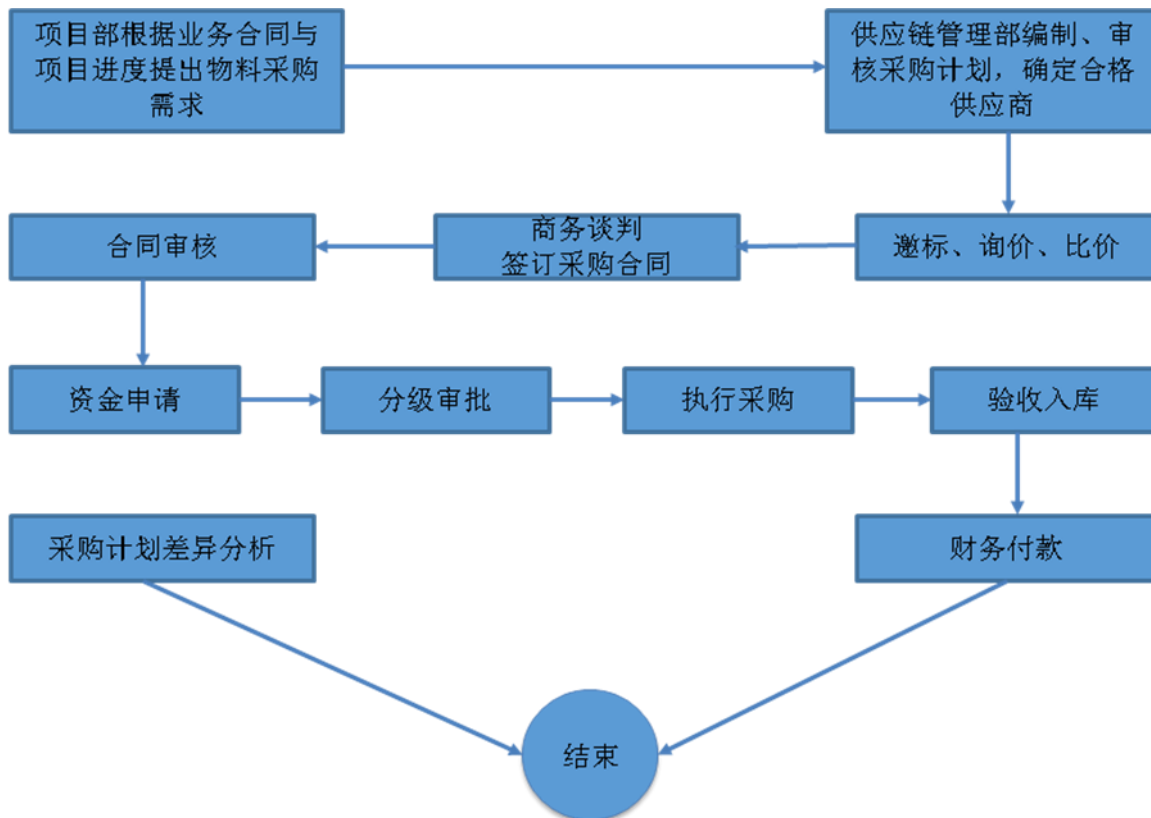 项目部根据业务合同与
项目进度提出物料采购
需求
供应链管理部编制、审
核采购计划，确定合格
供应商
合同审核
商务谈判
签订采购合同
邀标、询价、比价
资金申请
分级审批
执行采购
验收入库
采购计划差异分析
财务付款
结束